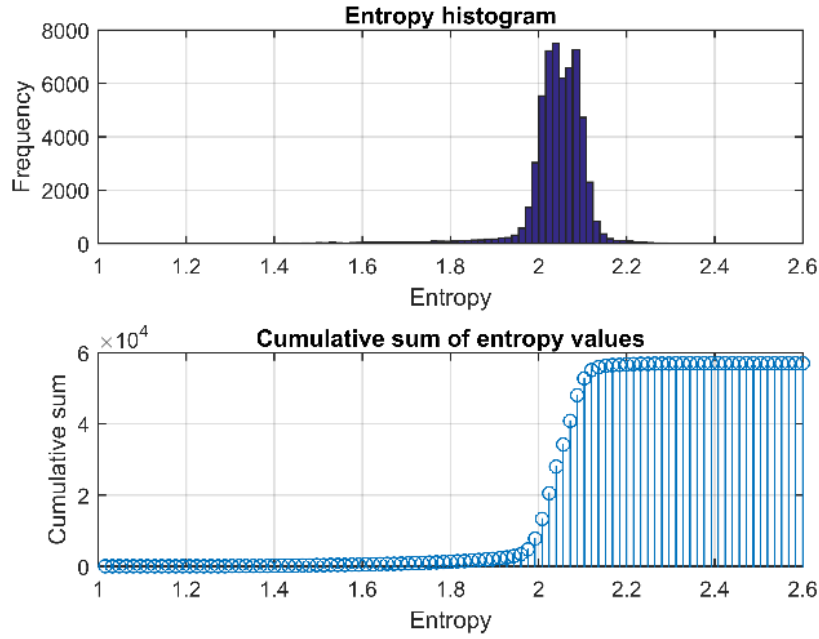 Entropy histogram
8000
6000
4000
2000
0
Frequency
1 1.2 1.4 1.6 1.8 2 2.2 2.4 2.6
Entropy
Cumulative sum of entropy values
×10⁴
6
4
2
0
Cumulative sum
1 1.2 1.4 1.6 1.8 2 2.2 2.4 2.6
Entropy